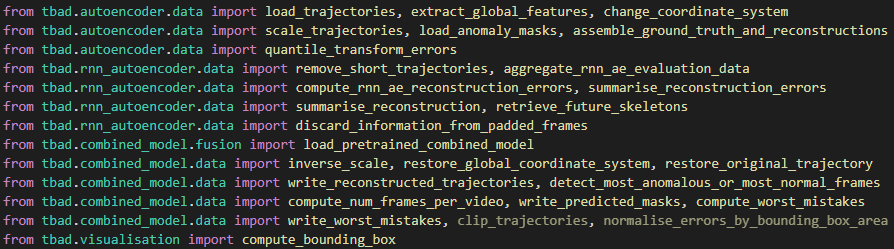 from tbad.autoencoder.data import load_trajectories, extract_global_features, change_coordinate_system
from tbad.autoencoder.data import scale_trajectories, load_anomaly_masks, assemble_ground_truth_and_reconstructions
from tbad.autoencoder.data import quantile_transform_errors
from tbad.rnn_autoencoder.data import remove_short_trajectories, aggregate_rnn_ae_evaluation_data
from tbad.rnn_autoencoder.data import compute_rnn_ae_reconstruction_errors, summarise_reconstruction_errors
from tbad.rnn_autoencoder.data import summarise_reconstruction, retrieve_future_skeletons
from tbad.rnn_autoencoder.data import discard_information_from_padded_frames
from tbad.combined_model.fusion import load_pretrained_combined_model
from tbad.combined_model.data import inverse_scale, restore_global_coordinate_system, restore_original_trajectory
from tbad.combined_model.data import write_reconstructed_trajectories, detect_most_anomalous_or_most_normal_frames
from tbad.combined_model.data import compute_num_frames_per_video, write_predicted_masks, compute_worst_mistakes
from tbad.combined_model.data import write_worst_mistakes, clip_trajectories, normalise_errors_by_bounding_box_area
from tbad.visualisation import compute_bounding_box